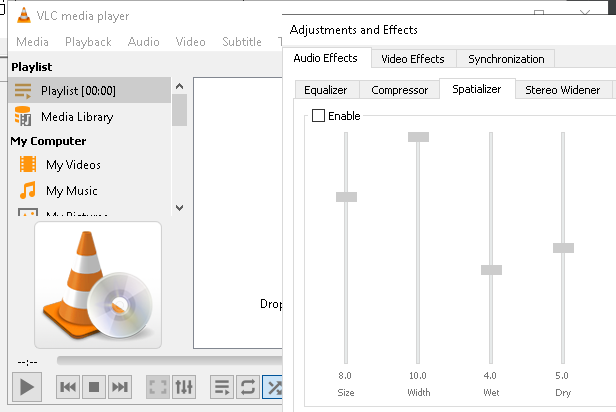 VLC media player
Media Playback Audio Video Subtitle
Playlist
Playlist [00:00]
Media Library
My Computer
My Videos
My Music
My Pictures
Drop
--:--
Adjustments and Effects
Audio Effects Video Effects Synchronization
Equalizer Compressor Spatializer Stereo Widener
Enable
8.0 10.0 4.0 5.0
Size Width Wet Dry